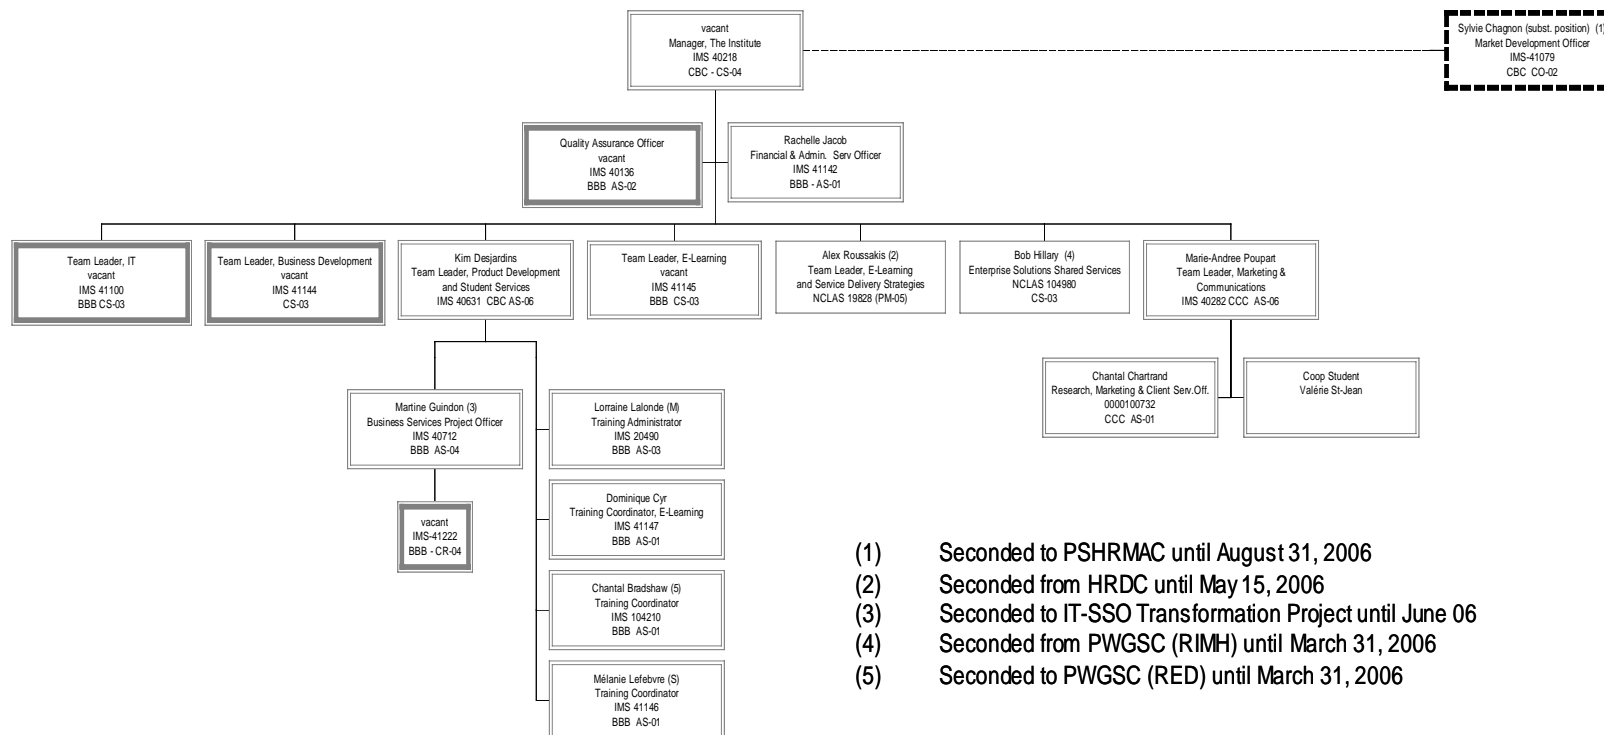 vacant
Manager, The Institute
IMS 40218
CBC - CS-04
Sylvie Chagnon (subst. position) (1)
Market Development Officer
IMS-41079
CBC CO-02
Quality Assurance Officer
vacant
IMS 40136
BBB AS-02
Rachelle Jacob
Financial & Admin. Serv Officer
IMS 41142
BBB - AS-01
Team Leader, IT
vacant
IMS 41100
BBB CS-03
Team Leader, Business Development
vacant
IMS 41144
CS-03
Kim Desjardins
Team Leader, Product Development
and Student Services
IMS 40631 CBC AS-06
Team Leader, E-Learning
vacant
IMS 41145
BBB CS-03
Alex Roussakis (2)
Team Leader, E-Learning
and Service Delivery Strategies
NCLAS 19828 (PM-05)
Bob Hillary (4)
Enterprise Solutions Shared Services
NCLAS 104980
CS-03
Marie-Andree Poupart
Team Leader, Marketing &
Communications
IMS 40282 CCC AS-06
Martine Guindon (3)
Business Services Project Officer
IMS 40712
BBB AS-04
vacant
IMS-41222
BBB - CR-04
Lorraine Lalonde (M)
Training Administrator
IMS 20490
BBB AS-03
Dominique Cyr
Training Coordinator, E-Learning
IMS 41147
BBB AS-01
Chantal Bradshaw (5)
Training Coordinator
IMS 104210
BBB AS-01
Mélanie Lefebvre (S)
Training Coordinator
IMS 41146
BBB AS-01
Chantal Chartrand
Research, Marketing & Client Serv.Off.
0000100732
CCC AS-01
Coop Student
Valérie St-Jean
(1) Seconded to PSHRMAC until August 31, 2006
(2) Seconded from HRDC until May 15, 2006
(3) Seconded to IT-SSO Transformation Project until June 06
(4) Seconded from PWGSC (RIMH) until March 31, 2006
(5) Seconded to PWGSC (RED) until March 31, 2006